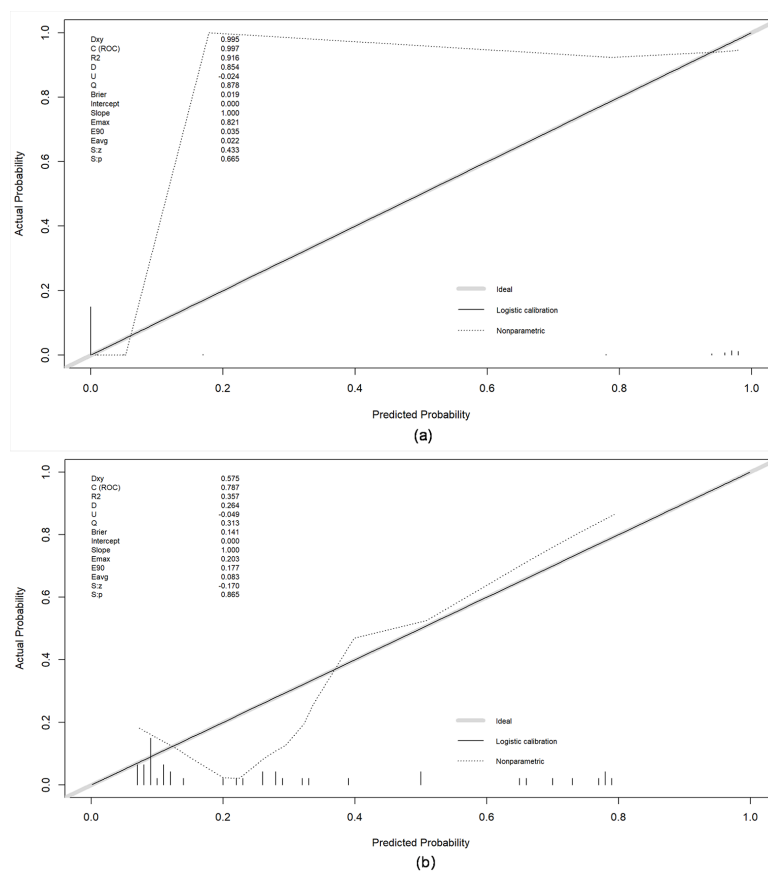 Dxy 0.995
C (ROC) 0.997
R2 0.916
D 0.854
U -0.024
Q 0.878
Brier 0.019
Intercept 0.000
Slope 1.000
Emax 0.821
E90 0.035
Eavg 0.022
S:z 0.433
S:p 0.665
1.0
0.8
0.6
0.4
0.2
0.0
Actual Probability
Ideal
Logistic calibration
Nonparametric
0.0 0.2 0.4 0.6 0.8 1.0
Predicted Probability
(a)
Dxy 0.575
C (ROC) 0.787
R2 0.357
D 0.264
U -0.049
Q 0.313
Brier 0.141
Intercept 0.000
Slope 1.000
Emax 0.203
E90 0.177
Eavg 0.083
S:z -0.170
S:p 0.865
1.0
0.8
0.6
0.4
0.2
0.0
Actual Probability
Ideal
Logistic calibration
Nonparametric
0.0 0.2 0.4 0.6 0.8 1.0
Predicted Probability
(b)